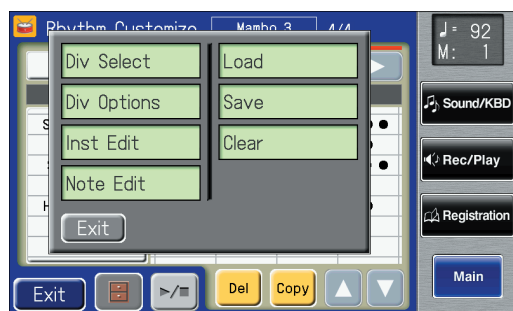 Rhythm Customize Mambo 3 4/4
♩= 92
M: 1
Div Select Load
Div Options Save
Inst Edit Clear
Note Edit
Exit
Sound/KBD
Rec/Play
Registration
Main
Exit Del Copy